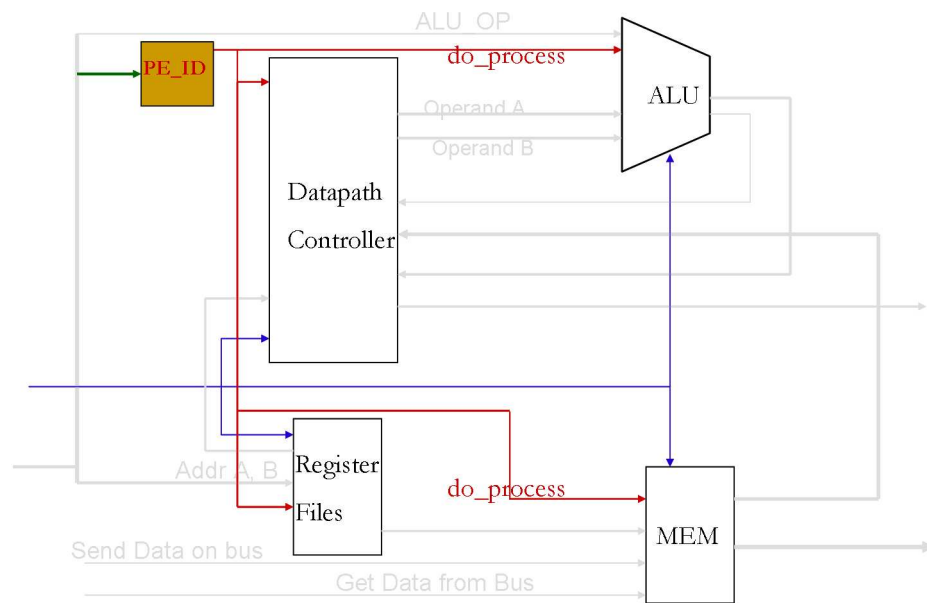 ALU_OP
PE_ID
do_process
ALU
Operand A
Operand B
Datapath
Controller
Addr A, B
Register
Files
do_process
MEM
Send Data on bus
Get Data from Bus